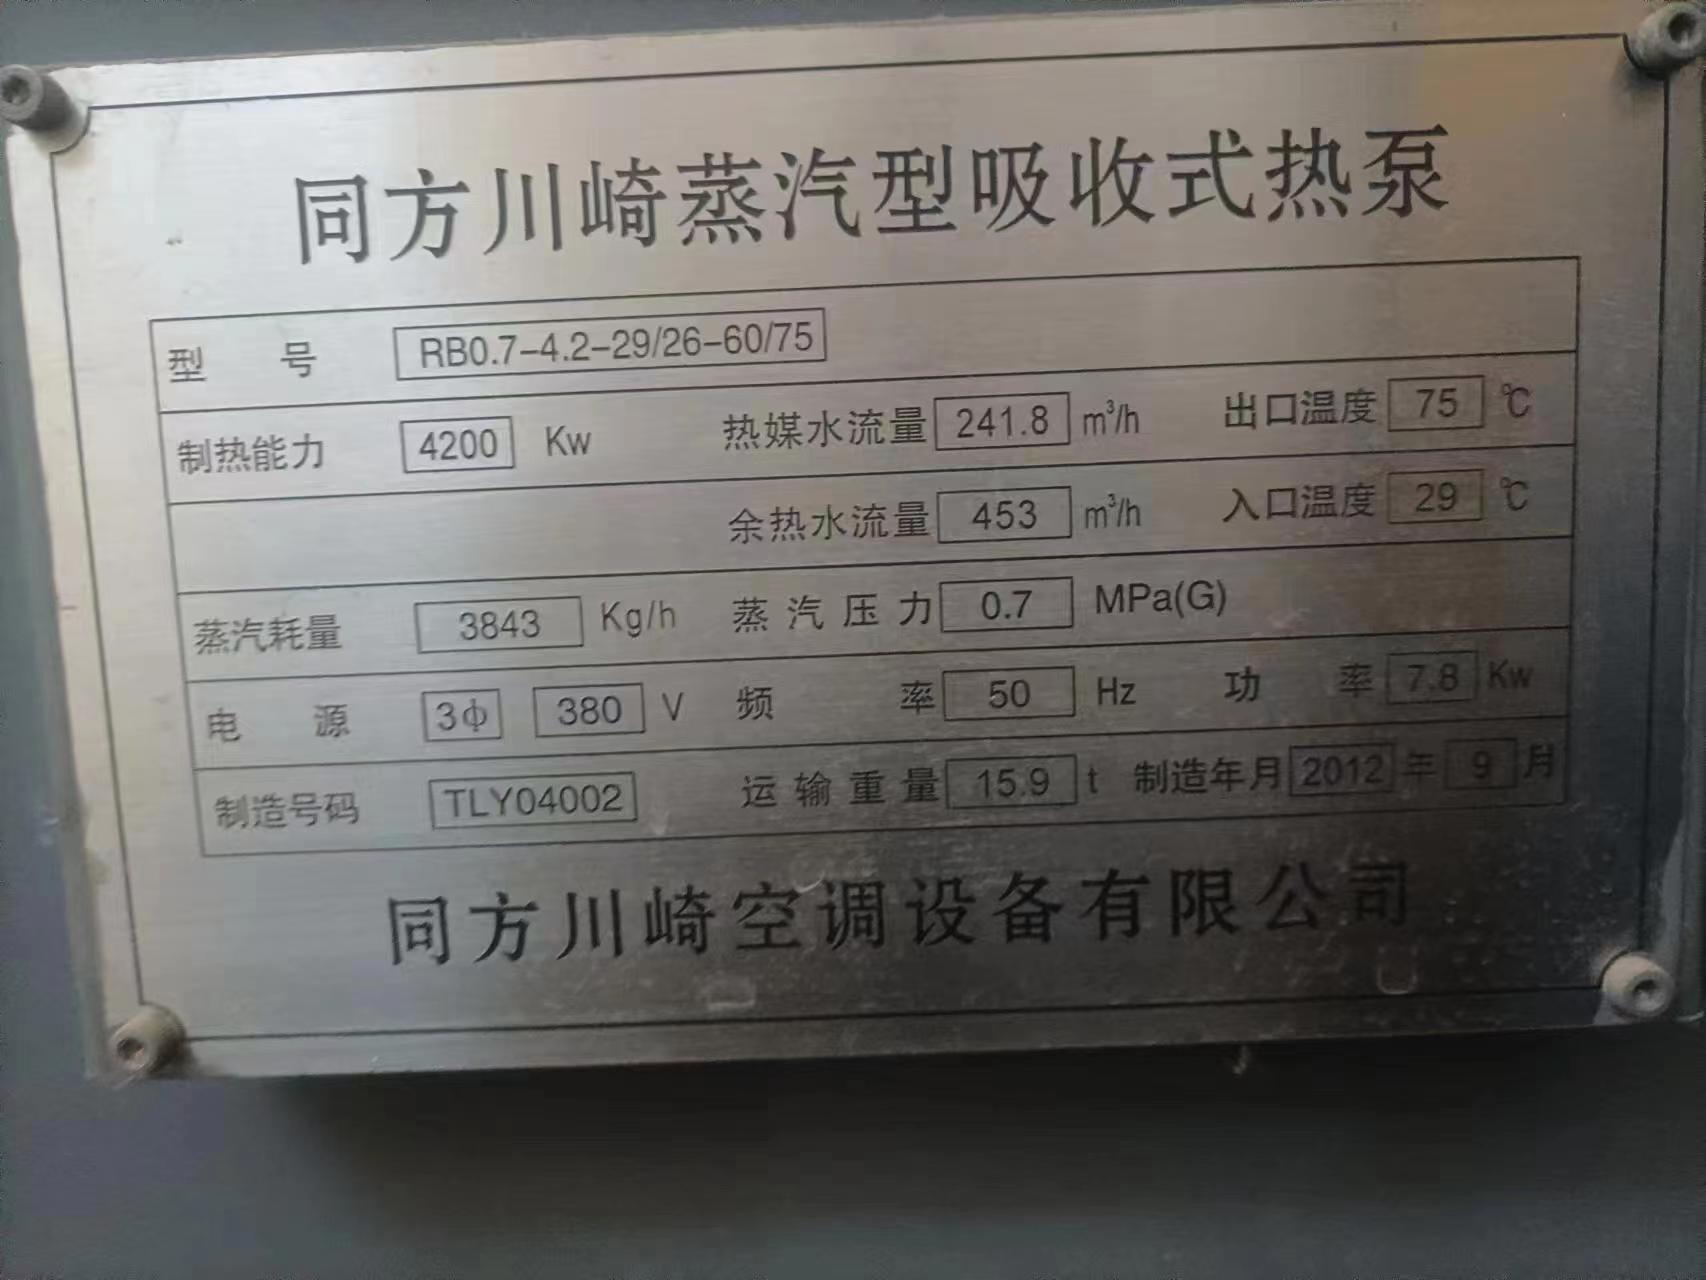 同方川崎蒸汽型吸收式热泵
型号 RB0.7-4.2-29/26-60/75
制热能力 4200 Kw 热媒水流量 241.8 m³/h 出口温度 75 ℃
余热水流量 453 m³/h 入口温度 29 ℃
蒸汽耗量 3843 Kg/h 蒸汽压力 0.7 MPa(G)
电源 3φ 380 V 频率 50 Hz 功率 7.8 Kw
制造号码 TLY04002 运输重量 15.9 t 制造年月 2012 年 9 月
同方川崎空调设备有限公司